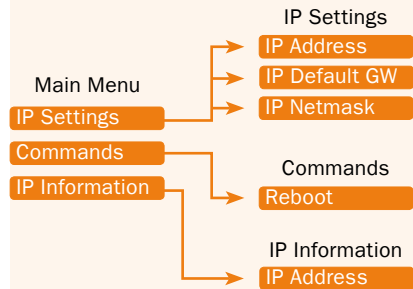 Main Menu
IP Settings
Commands
IP Information
IP Settings
IP Address
IP Default GW
IP Netmask
Commands
Reboot
IP Information
IP Address